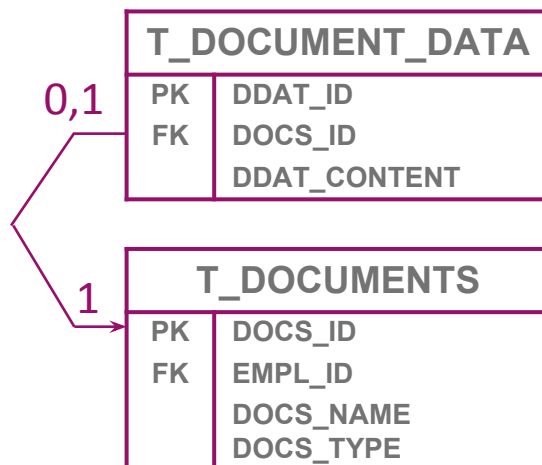 T_DOCUMENT_DATA
0,1
PK DDAT_ID
FK DOCS_ID
DDAT_CONTENT
T_DOCUMENTS
1
PK DOCS_ID
FK EMPL_ID
DOCS_NAME
DOCS_TYPE